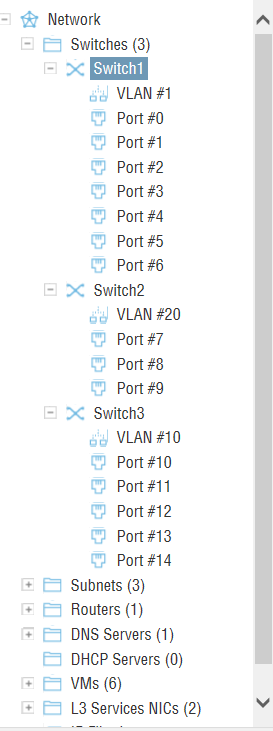 Network
Switches (3)
Switch1
VLAN #1
Port #0
Port #1
Port #2
Port #3
Port #4
Port #5
Port #6
Switch2
VLAN #20
Port #7
Port #8
Port #9
Switch3
VLAN #10
Port #10
Port #11
Port #12
Port #13
Port #14
Subnets (3)
Routers (1)
DNS Servers (1)
DHCP Servers (0)
VMs (6)
L3 Services NICs (2)